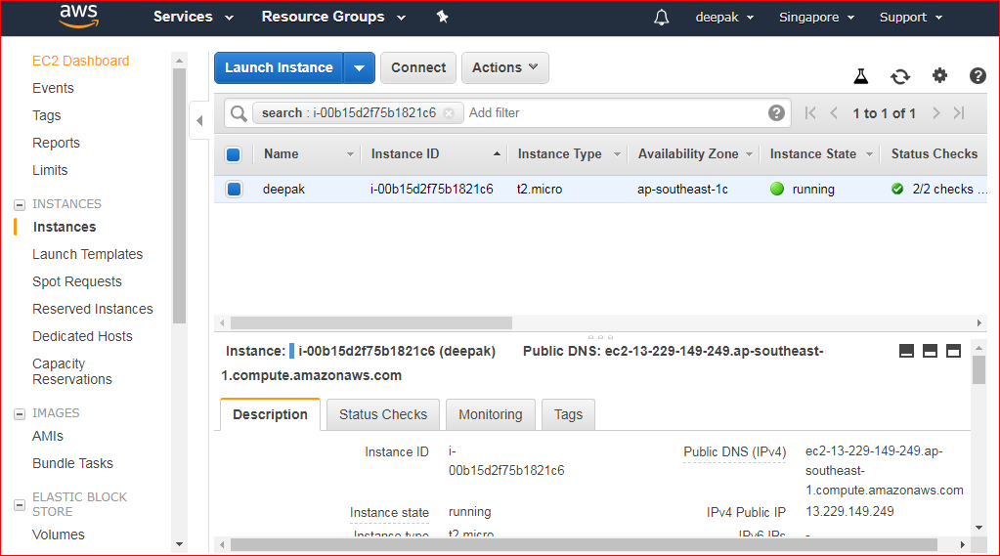 aws Services Resource Groups deepak Singapore Support
EC2 Dashboard
Events
Tags
Reports
Limits
INSTANCES
Instances
Launch Templates
Spot Requests
Reserved Instances
Dedicated Hosts
Capacity
Reservations
IMAGES
AMIs
Bundle Tasks
ELASTIC BLOCK
STORE
Volumes
Launch Instance Connect Actions
search : i-00b15d2f75b1821c6 Add filter 1 to 1 of 1
Name Instance ID Instance Type Availability Zone Instance State Status Checks
deepak i-00b15d2f75b1821c6 t2.micro ap-southeast-1c running 2/2 checks ...
Instance: i-00b15d2f75b1821c6 (deepak) Public DNS: ec2-13-229-149-249.ap-southeast-
1.compute.amazonaws.com
Description Status Checks Monitoring Tags
Instance ID i-
00b15d2f75b1821c6
Public DNS (IPv4) ec2-13-229-149-249.ap-
southeast-
1.compute.amazonaws.com
Instance state running
IPv4 Public IP 13.229.149.249
Instance type t2.micro
IPv6 IPs -